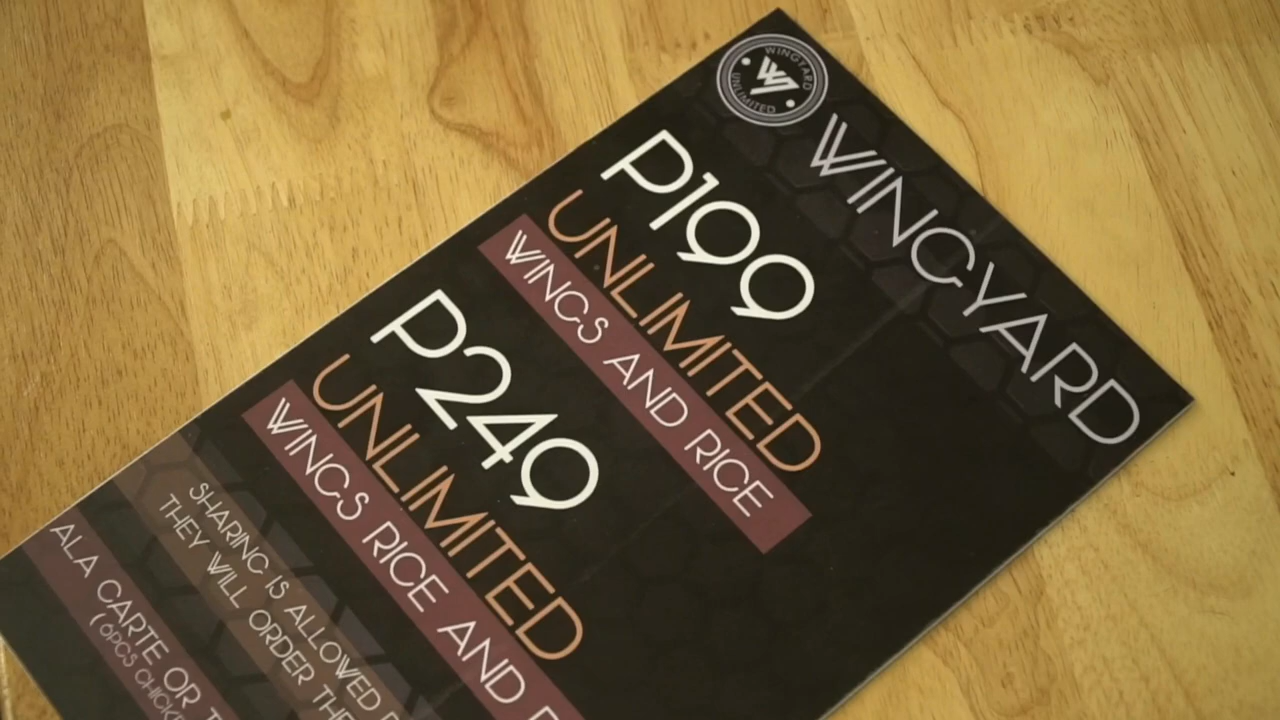 WINGYARD
UNLIMITED
WINGYARD
P199
UNLIMITED
WINGS AND RICE
P249
UNLIMITED
WINGS RICE AND
SHARING IS ALLOWED
THEY WILL ORDER
ALA CARTE OR
(6PCS